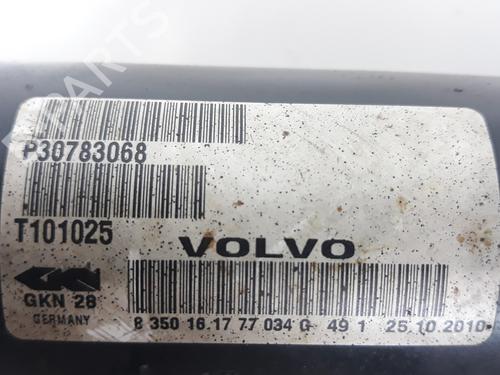 P30783068
T101025
VOLVO
GKN 28
GERMANY
8 350 16.17 77 034 G 49 1 25.10.2010